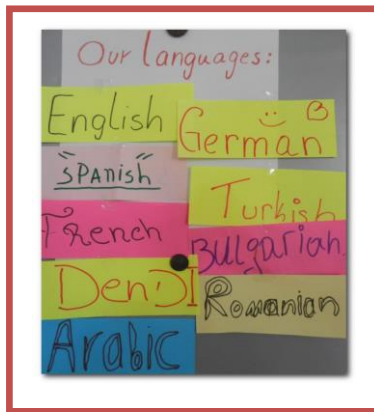 Our languages:
English
German B
"SPANISH"
Turkish
French
BULgarian
DenDI
Romanian
Arabic